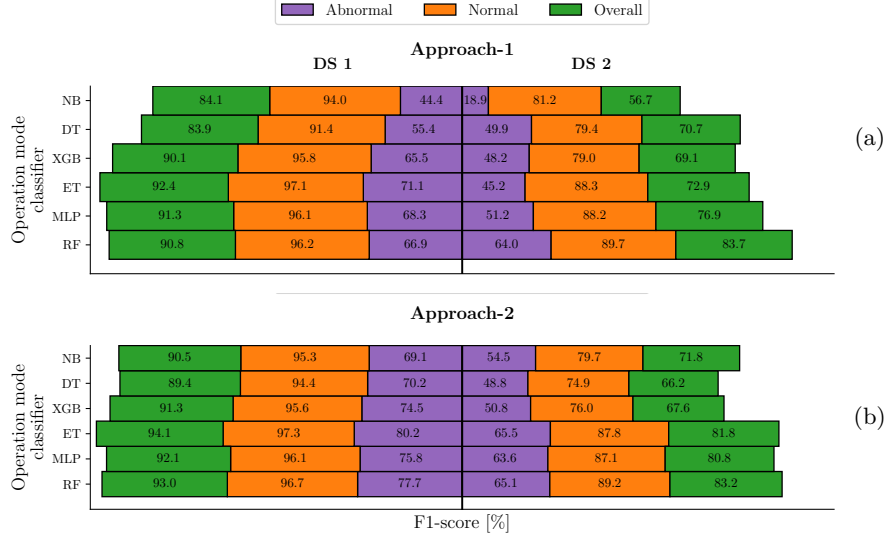 Abnormal Normal Overall
Approach-1
DS 1 DS 2
NB 84.1 94.0 44.4 18.9 81.2 56.7
DT 83.9 91.4 55.4 49.9 79.4 70.7
XGB 90.1 95.8 65.5 48.2 79.0 69.1
ET 92.4 97.1 71.1 45.2 88.3 72.9
MLP 91.3 96.1 68.3 51.2 88.2 76.9
RF 90.8 96.2 66.9 64.0 89.7 83.7
Operation mode
classifier
(a)
Approach-2
NB 90.5 95.3 69.1 54.5 79.7 71.8
DT 89.4 94.4 70.2 48.8 74.9 66.2
XGB 91.3 95.6 74.5 50.8 76.0 67.6
ET 94.1 97.3 80.2 65.5 87.8 81.8
MLP 92.1 96.1 75.8 63.6 87.1 80.8
RF 93.0 96.7 77.7 65.1 89.2 83.2
Operation mode
classifier
(b)
F1-score [%]